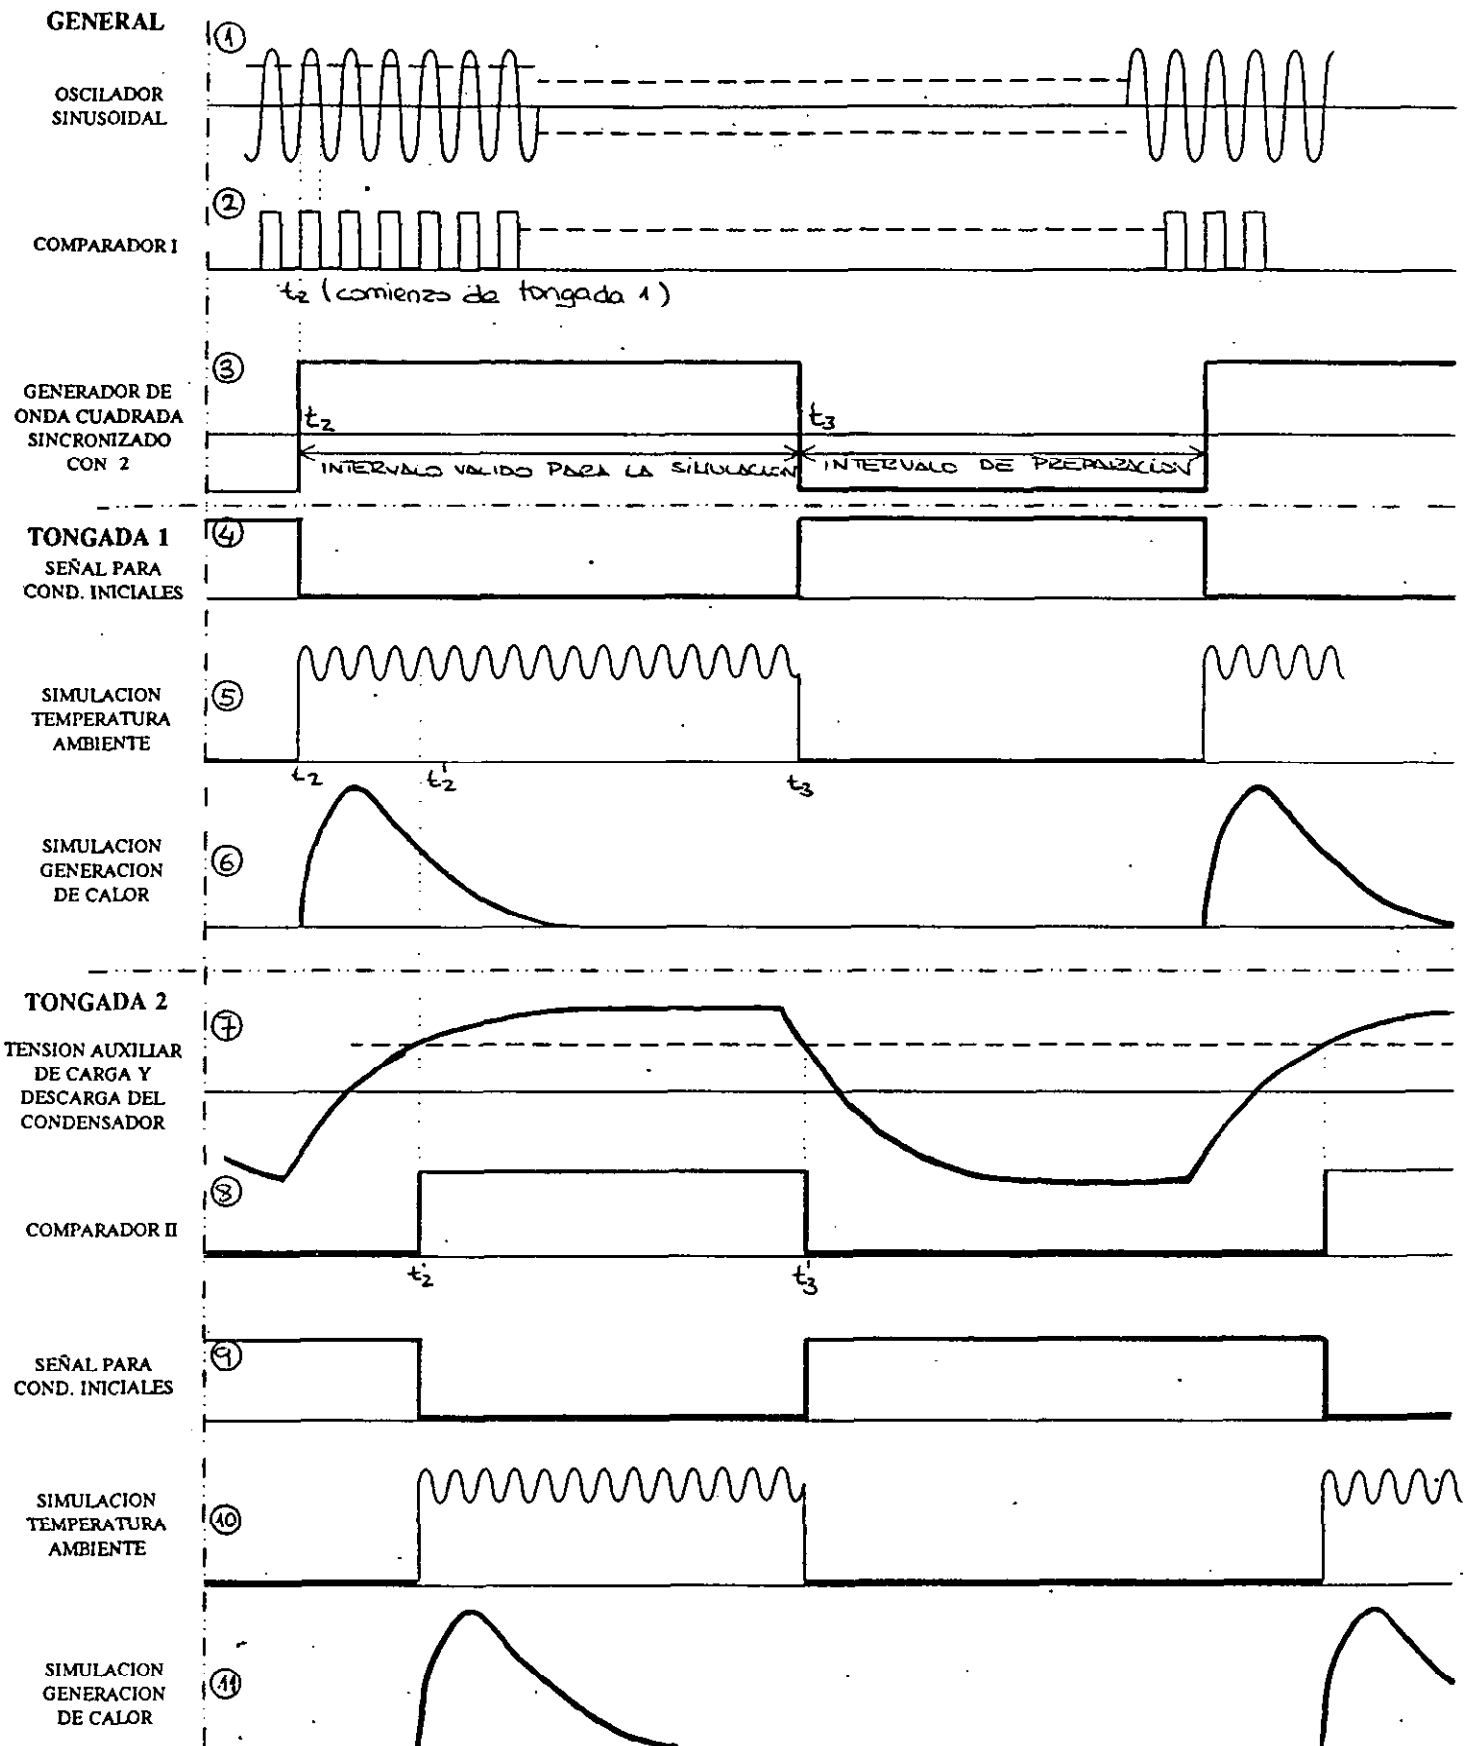 GENERAL
①
OSCILADOR
SINUSOIDAL
②
COMPARADOR I
t2 (comienzo de tongada 1)
③
GENERADOR DE
ONDA CUADRADA
SINCRONIZADO
CON 2
t2
t3
INTERVALO VALIDO PARA LA SIMULACION
INTERVALO DE PREPARACION
TONGADA 1
④
SEÑAL PARA
COND. INICIALES
⑤
SIMULACION
TEMPERATURA
AMBIENTE
t2
t'2
t3
SIMULACION
GENERACION
DE CALOR
⑥
TONGADA 2
⑦
TENSION AUXILIAR
DE CARGA Y
DESCARGA DEL
CONDENSADOR
⑧
COMPARADOR II
t'2
t'3
⑨
SEÑAL PARA
COND. INICIALES
SIMULACION
TEMPERATURA
AMBIENTE
⑩
SIMULACION
GENERACION
DE CALOR
⑪